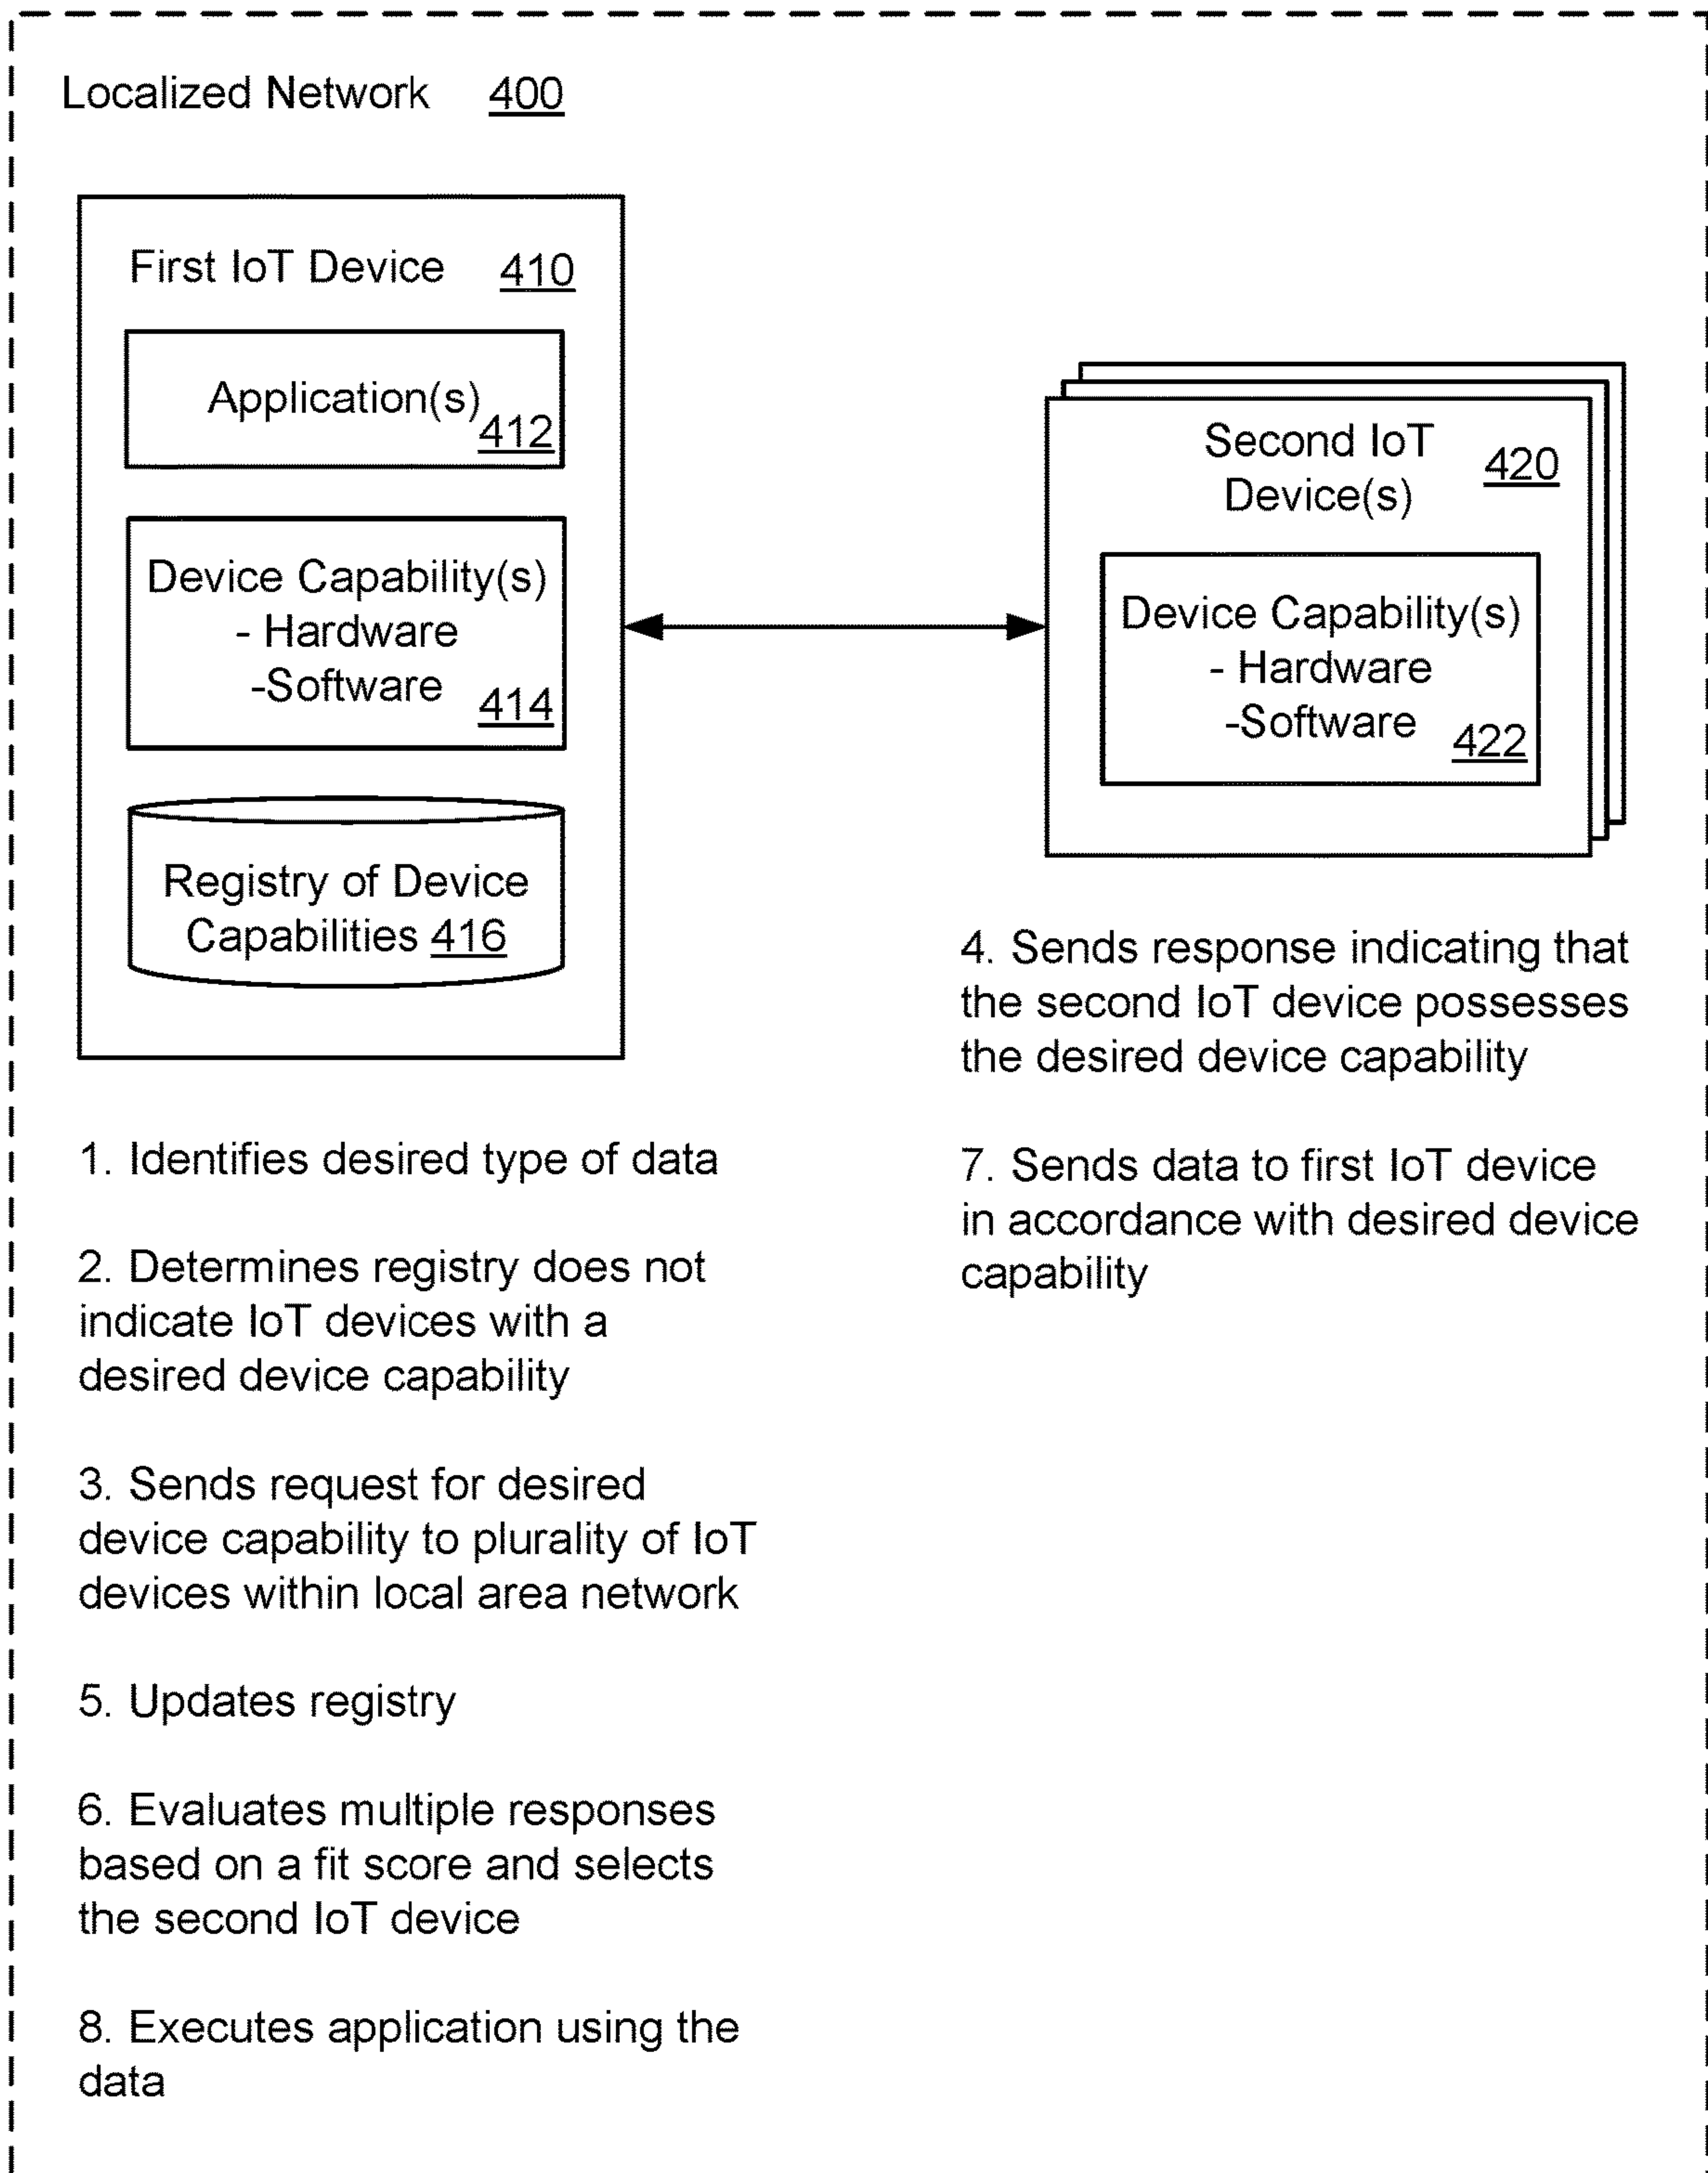 Localized Network 400
First IoT Device 410
Application(s) 412
Device Capability(s)
- Hardware
-Software 414
Registry of Device
Capabilities 416
Second IoT
Device(s) 420
Device Capability(s)
- Hardware
-Software 422
1. Identifies desired type of data
2. Determines registry does not
indicate IoT devices with a
desired device capability
3. Sends request for desired
device capability to plurality of IoT
devices within local area network
5. Updates registry
6. Evaluates multiple responses
based on a fit score and selects
the second IoT device
8. Executes application using the
data
4. Sends response indicating that
the second IoT device possesses
the desired device capability
7. Sends data to first IoT device
in accordance with desired device
capability